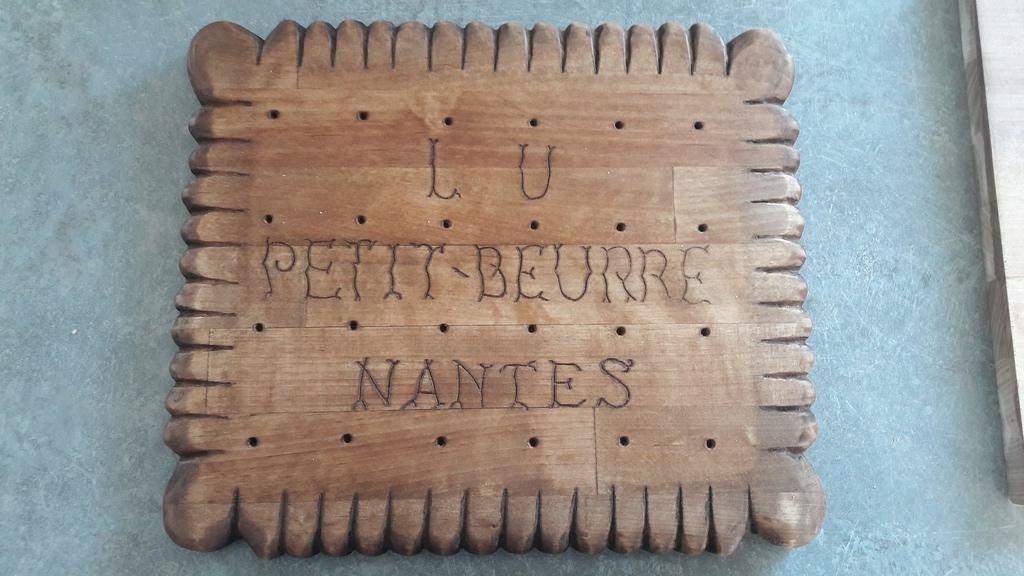 L U
PETIT-BEURRE
NANTES